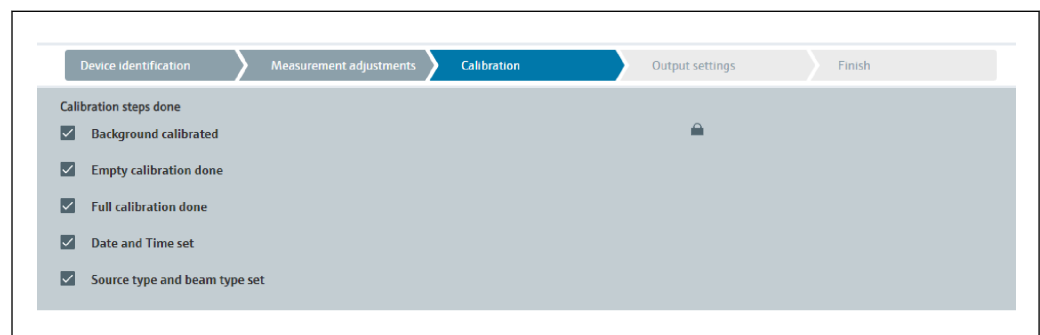 Device identification
Measurement adjustments
Calibration
Output settings
Finish
Calibration steps done
Background calibrated
Empty calibration done
Full calibration done
Date and Time set
Source type and beam type set